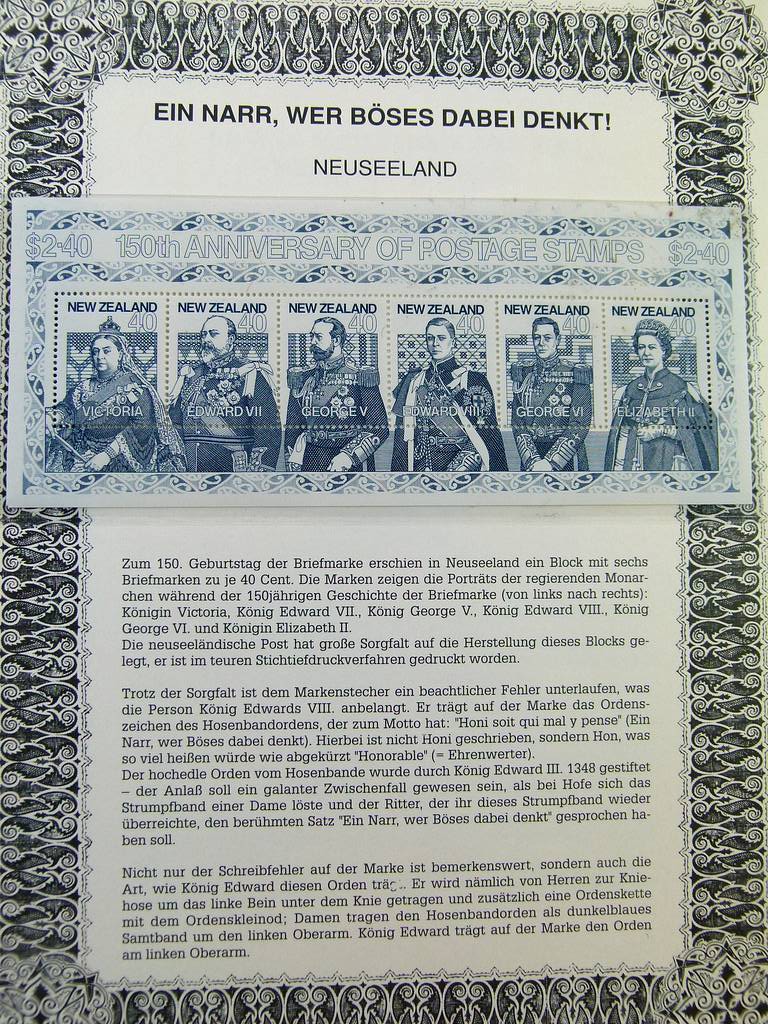 EIN NARR, WER BÖSES DABEI DENKT!
NEUSEELAND
$2·40 150th ANNIVERSARY OF POSTAGE STAMPS $2·40
NEW ZEALAND NEW ZEALAND NEW ZEALAND NEW ZEALAND NEW ZEALAND NEW ZEALAND
40 40 40 40 40 40
VICTORIA EDWARD VII GEORGE V EDWARD VIII GEORGE VI ELIZABETH II
Zum 150. Geburtstag der Briefmarke erschien in Neuseeland ein Block mit sechs
Briefmarken zu je 40 Cent. Die Marken zeigen die Porträts der regierenden Monar-
chen während der 150jährigen Geschichte der Briefmarke (von links nach rechts):
Königin Victoria, König Edward VII., König George V., König Edward VIII., König
George VI. und Königin Elizabeth II.
Die neuseeländische Post hat große Sorgfalt auf die Herstellung dieses Blocks ge-
legt, er ist im teuren Stichtiefdruckverfahren gedruckt worden.
Trotz der Sorgfalt ist dem Markenstecher ein beachtlicher Fehler unterlaufen, was
die Person König Edwards VIII. anbelangt. Er trägt auf der Marke das Ordens-
zeichen des Hosenbandordens, der zum Motto hat: "Honi soit qui mal y pense" (Ein
Narr, wer Böses dabei denkt). Hierbei ist nicht Honi geschrieben, sondern Hon, was
so viel heißen würde wie abgekürzt "Honorable" (= Ehrenwerter).
Der hochedle Orden vom Hosenbande wurde durch König Edward III. 1348 gestiftet
– der Anlaß soll ein galanter Zwischenfall gewesen sein, als bei Hofe sich das
Strumpfband einer Dame löste und der Ritter, der ihr dieses Strumpfband wieder
überreichte, den berühmten Satz "Ein Narr, wer Böses dabei denkt" gesprochen ha-
ben soll.
Nicht nur der Schreibfehler auf der Marke ist bemerkenswert, sondern auch die
Art, wie König Edward diesen Orden trägt. Er wird nämlich von Herren zur Knie-
hose um das linke Bein unter dem Knie getragen und zusätzlich eine Ordenskette
mit dem Ordenskleinod; Damen tragen den Hosenbandorden als dunkelblaues
Samtband um den linken Oberarm. König Edward trägt auf der Marke den Orden
am linken Oberarm.